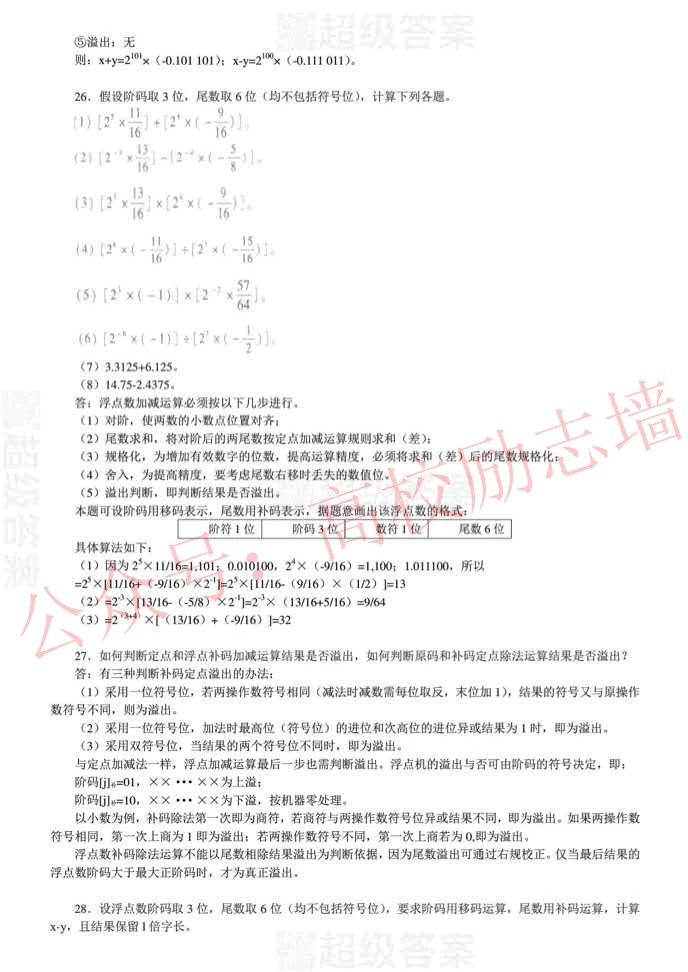 超级答案
⑤溢出：无
则：x+y=2^101×（-0.101 101）；x-y=2^100×（-0.111 011）。
26．假设阶码取 3 位，尾数取 6 位（均不包括符号位），计算下列各题。
(1) [2^5 × 11/16] + [2^4 × (－9/16)]。
(2) [2^-3 × 13/16] － [2^-4 × (－5/8)]。
(3) [2^3 × 13/16] × [2^4 × (－9/16)]。
(4) [2^6 × (－11/16)] ÷ [2^3 × (－15/16)]。
(5) [2^3 × (－1)] × [2^-2 × 57/64]。
(6) [2^-6 × (－1)] ÷ [2^7 × (－1/2)]。
（7）3.3125+6.125。
（8）14.75-2.4375。
答：浮点数加减运算必须按以下几步进行。
（1）对阶，使两数的小数点位置对齐；
（2）尾数求和，将对阶后的两尾数按定点加减运算规则求和（差）；
（3）规格化，为增加有效数字的位数，提高运算精度，必须将求和（差）后的尾数规格化；
（4）舍入，为提高精度，要考虑尾数右移时丢失的数值位。
（5）溢出判断，即判断结果是否溢出。
本题可设阶码用移码表示，尾数用补码表示，据题意画出该浮点数的格式：
阶符 1 位 阶码 3 位 数符 1 位 尾数 6 位
具体算法如下：
（1）因为 2^5×11/16=1,101；0.010100，2^4×（-9/16）=1,100；1.011100，所以
=2^5×[11/16+（-9/16）×2^-1]=2^5×[11/16-（9/16）×（1/2）]=13
（2）=2^-3×[13/16-（-5/8）×2^-1]=2^-3×（13/16+5/16）=9/64
（3）=2^（3+4）×[（13/16）+（-9/16）]=32
27．如何判断定点和浮点补码加减运算结果是否溢出，如何判断原码和补码定点除法运算结果是否溢出？
答：有三种判断补码定点溢出的办法：
（1）采用一位符号位，若两操作数符号相同（减法时减数需每位取反，末位加 1），结果的符号又与原操作
数符号不同，则为溢出。
（2）采用一位符号位，加法时最高位（符号位）的进位和次高位的进位异或结果为 1 时，即为溢出。
（3）采用双符号位，当结果的两个符号位不同时，即为溢出。
与定点加减法一样，浮点加减运算最后一步也需判断溢出。浮点机的溢出与否可由阶码的符号决定，即：
阶码[j]补=01，×× ••• ××为上溢；
阶码[j]补=10，×× ••• ××为下溢，按机器零处理。
以小数为例，补码除法第一次即为商符，若商符与两操作数符号位异或结果不同，即为溢出。如果两操作数
符号相同，第一次上商为 1 即为溢出；若两操作数符号不同，第一次上商若为 0,即为溢出。
浮点数补码除法运算不能以尾数相除结果溢出为判断依据，因为尾数溢出可通过右规校正。仅当最后结果的
浮点数阶码大于最大正阶码时，才为真正溢出。
28．设浮点数阶码取 3 位，尾数取 6 位（均不包括符号位），要求阶码用移码运算，尾数用补码运算，计算
x·y，且结果保留 1 倍字长。
超级答案
超级答案
公众号：高校励志墙